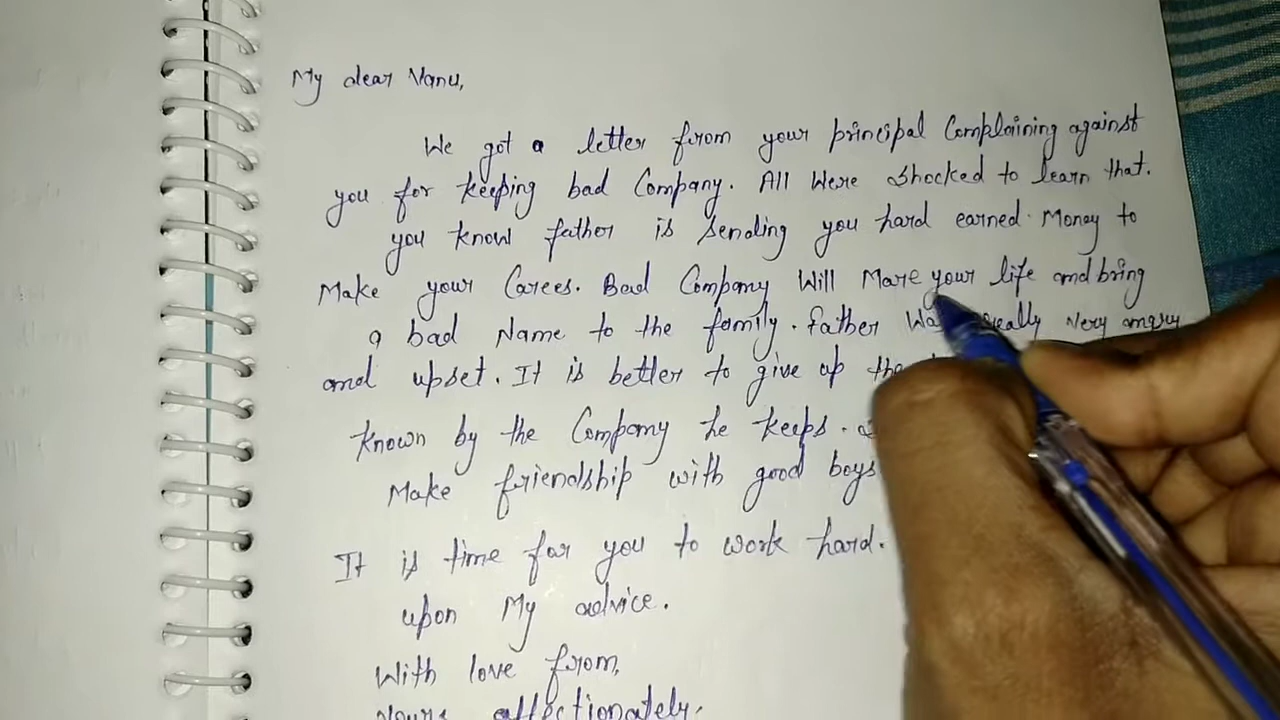 My dear Nanu,
We got a letter from your principal Complaining against
you for keeping bad Company. All Were shocked to learn that.
you know father is sending you hard earned Money to
Make your Carees. Bad Company Will Mare your life and bring
a bad Name to the family. father really very angry
and upset. It is better to give up the
known by the Company he keeps.
Make friendship with good boys
It is time for you to work hard.
upon My advice.
With love from,
Yours affectionately,